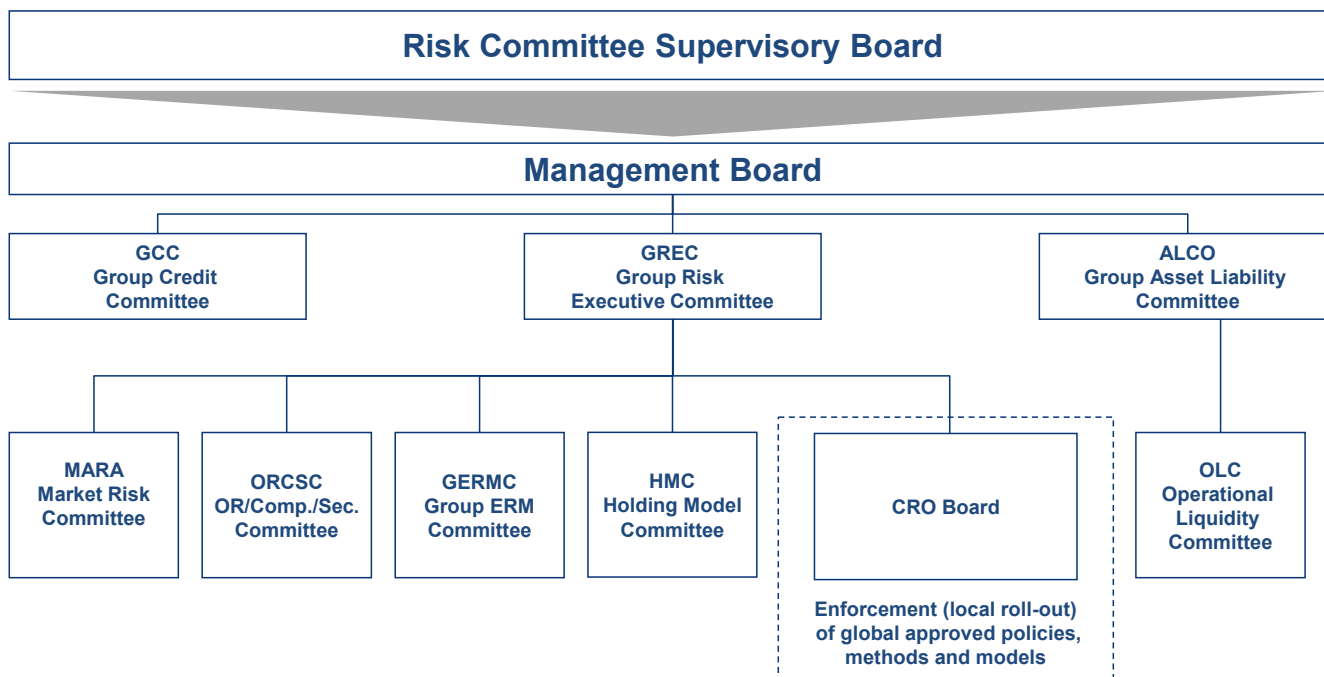 Risk Committee Supervisory Board
Management Board
GCC
Group Credit
Committee
GREC
Group Risk
Executive Committee
ALCO
Group Asset Liability
Committee
MARA
Market Risk
Committee
ORCSC
OR/Comp./Sec.
Committee
GERMC
Group ERM
Committee
HMC
Holding Model
Committee
CRO Board
Enforcement (local roll-out)
of global approved policies,
methods and models
OLC
Operational
Liquidity
Committee